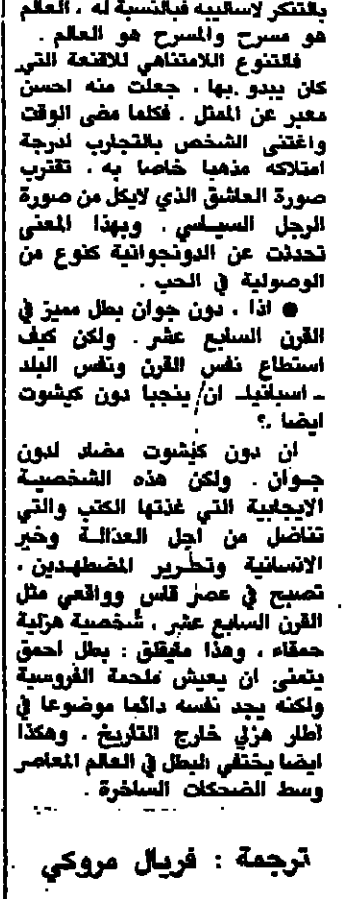 بالتنكر لاساليبه فبالنسبة له ، العالم
هو مسرح والمسرح هو العالم .
فالتنوع اللامتناهي للاقنعة التي
كان يبدو بها ، جعلت منه احسن
معبر عن الممثل . فكلما مضى الوقت
واغتنى الشخص بالتجارب لدرجة
امتلاكه مذهبا خاصا به ، تقترب
صورة العاشق الذي لايكل من صورة
الرجل السياسي . وبهذا المعنى
تحدثت عن الدونجوانية كنوع من
الوصولية في الحب .
● اذا ، دون جوان بطل مميز في
القرن السابع عشر . ولكن كيف
استطاع نفس القرن ونفس البلد
ـ اسبانيا ـ ان ينجبا دون كيشوت
ايضا ؟
ان دون كيشوت مضاد لدون
جوان . ولكن هذه الشخصية
الايجابية التي غذتها الكتب والتي
تناضل من اجل العدالة وخير
الانسانية وتحرير المضطهدين ،
تصبح في عصر قاس وواقعي مثل
القرن السابع عشر ، شخصية هزلية
حمقاء ، وهذا مايقلق : بطل احمق
يتمنى ان يعيش ملحمة الفروسية
ولكنه يجد نفسه دائما موضوعا في
اطار هزلي خارج التاريخ . وهكذا
ايضا يختفي البطل في العالم المعاصر
وسط الضحكات الساخرة .
ترجمة : فريال مروكي